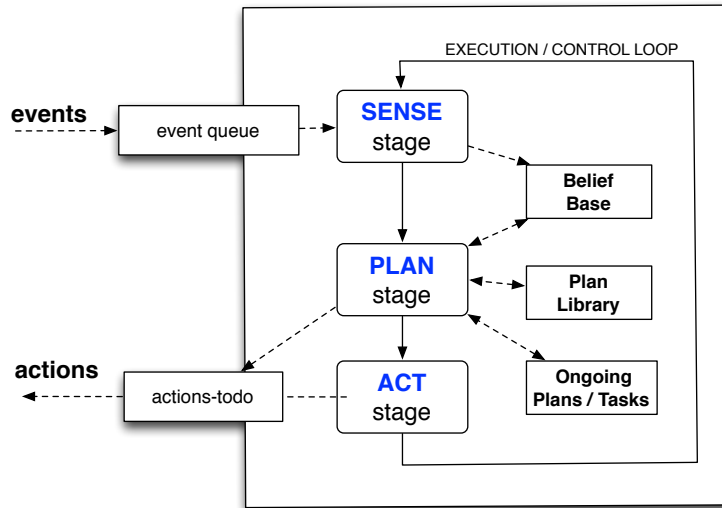 EXECUTION / CONTROL LOOP
events
event queue
SENSE
stage
Belief
Base
PLAN
stage
Plan
Library
actions
actions-todo
ACT
stage
Ongoing
Plans / Tasks